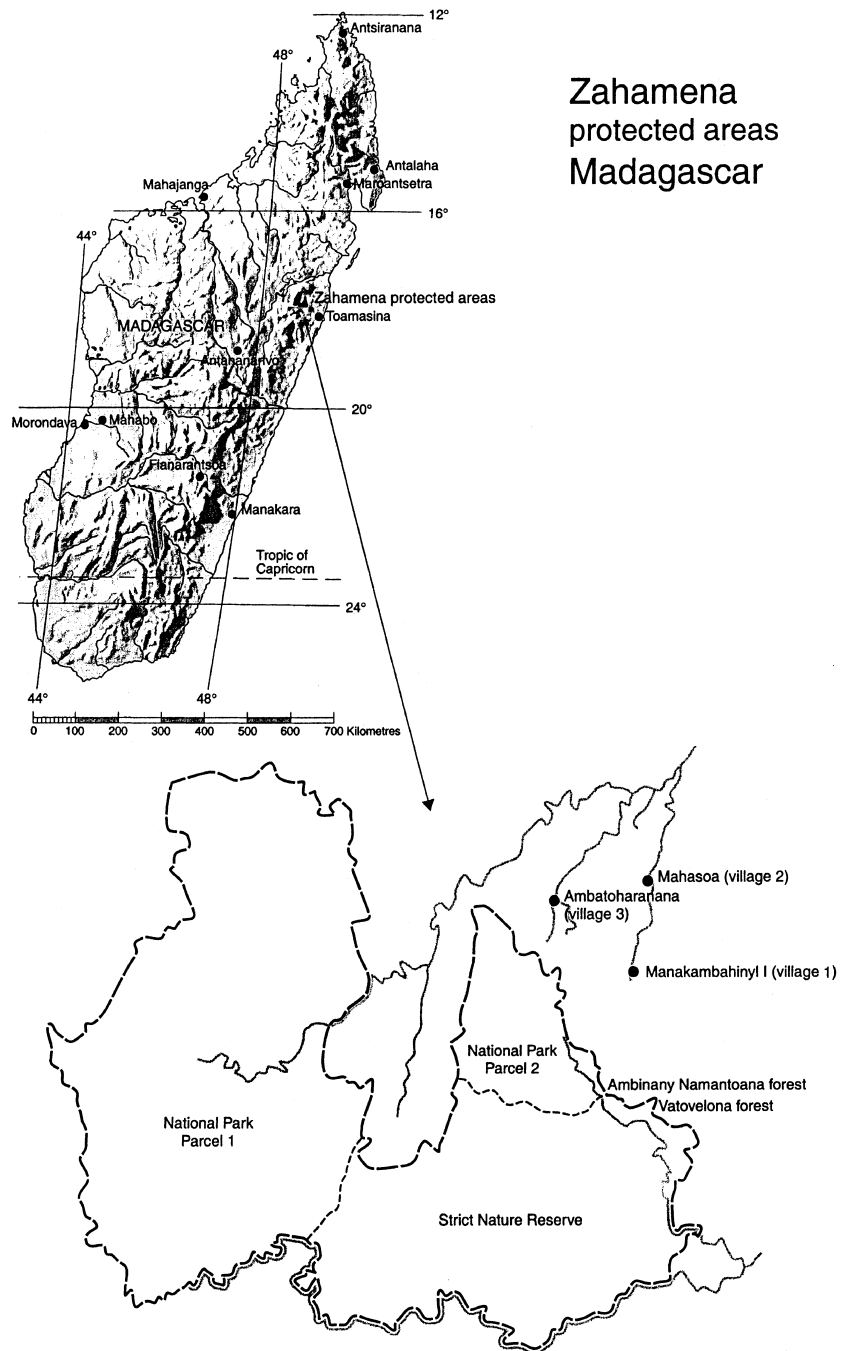 Zahamena
protected areas
Madagascar
12°
Antsiranana
48°
Antalaha
Maroantsetra
Mahajanga
16°
44°
Zahamena protected areas
Toamasina
MADAGASCAR
Antananarivo
20°
Morondava
Mahabo
Fianarantsoa
Manakara
Tropic of
Capricorn
24°
44°
48°
0 100 200 300 400 500 600 700 Kilometres
Mahasoa (village 2)
Ambatoharanana
(village 3)
Manakambahinyl I (village 1)
National Park
Parcel 2
Ambinany Namantoana forest
Vatovelona forest
National Park
Parcel 1
Strict Nature Reserve